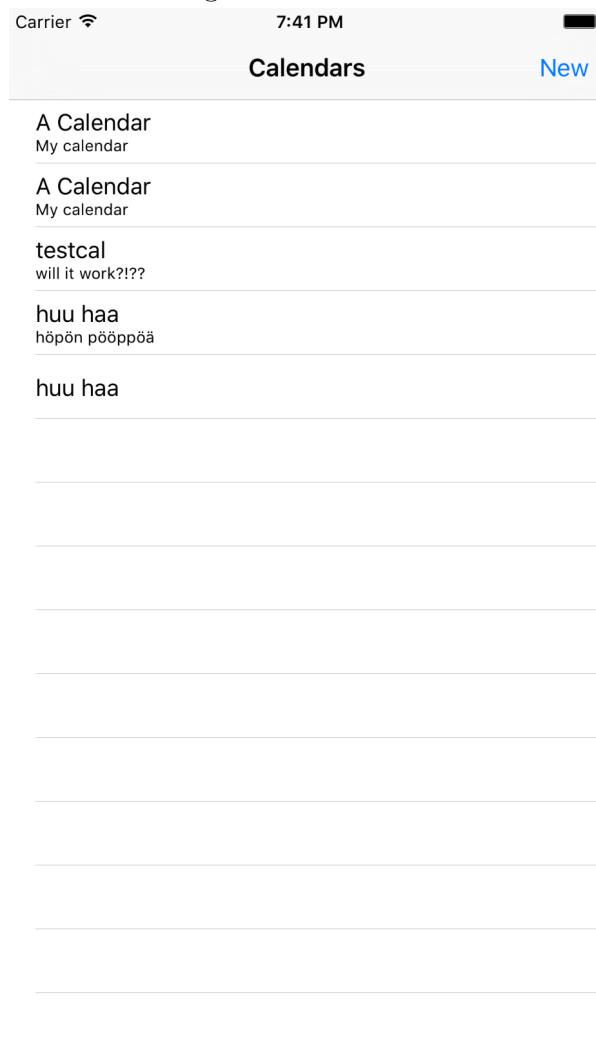 Carrier 7:41 PM
Calendars New
A Calendar
My calendar
A Calendar
My calendar
testcal
will it work?!??
huu haa
höpön pööppöä
huu haa